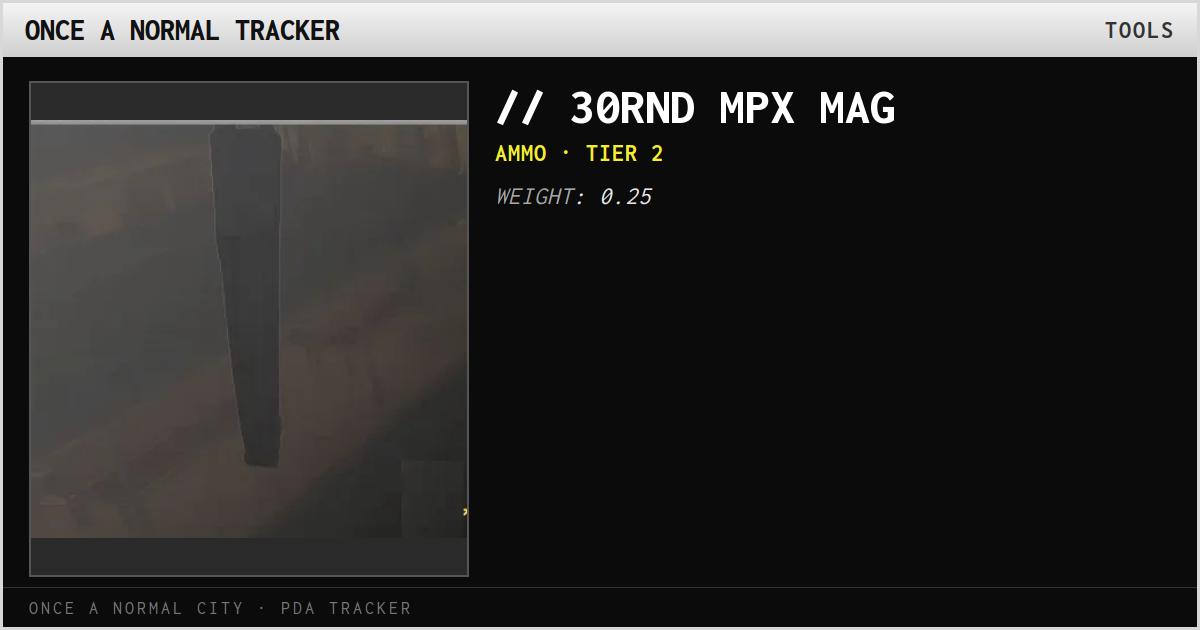 ONCE A NORMAL TRACKER
TOOLS
// 30RND MPX MAG
AMMO · TIER 2
WEIGHT: 0.25
ONCE A NORMAL CITY · PDA TRACKER